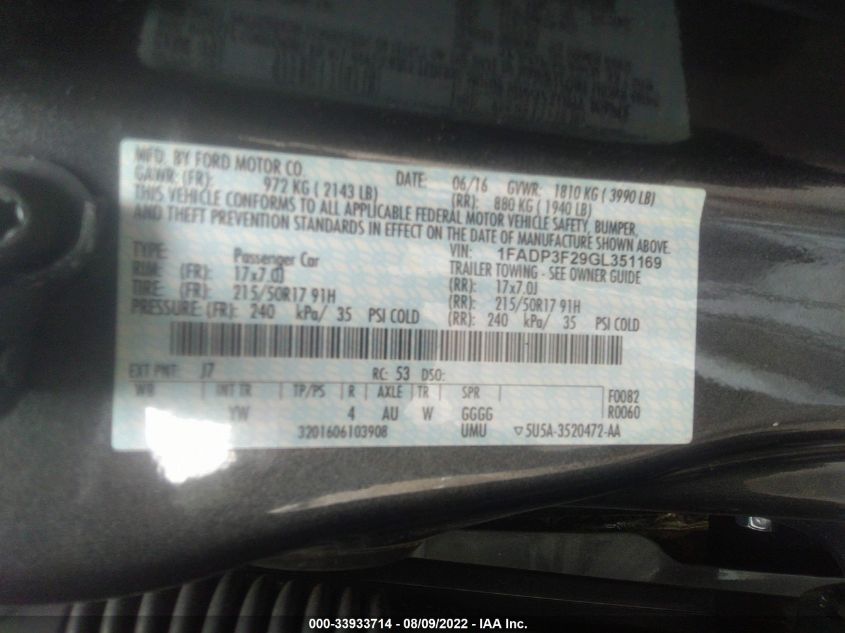 MFD. BY FORD MOTOR CO. DATE: 06/16 GVWR: 1810 KG ( 3990 LB)
GAWR: (FR): 972 KG ( 2143 LB) (RR): 880 KG ( 1940 LB)
THIS VEHICLE CONFORMS TO ALL APPLICABLE FEDERAL MOTOR VEHICLE SAFETY, BUMPER,
AND THEFT PREVENTION STANDARDS IN EFFECT ON THE DATE OF MANUFACTURE SHOWN ABOVE.
VIN: 1FADP3F29GL351169
TYPE: Passenger Car TRAILER TOWING - SEE OWNER GUIDE
RIM: (FR): 17x7.0J (RR): 17x7.0J
TIRE: (FR): 215/50R17 91H (RR): 215/50R17 91H
PRESSURE: (FR): 240 kPa/ 35 PSI COLD (RR): 240 kPa/ 35 PSI COLD
EXT PNT: J7 RC: 53 DSO:
WB INT TR TP/PS R AXLE TR SPR F0082
YW 4 AU W GGGG R0060
3201606103908 UMU ▽5U5A-3520472-AA
000-33933714 - 08/09/2022 - IAA Inc.